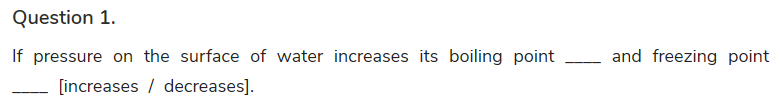 Question 1.
If pressure on the surface of water increases its boiling point ____ and freezing point
____ [increases / decreases].